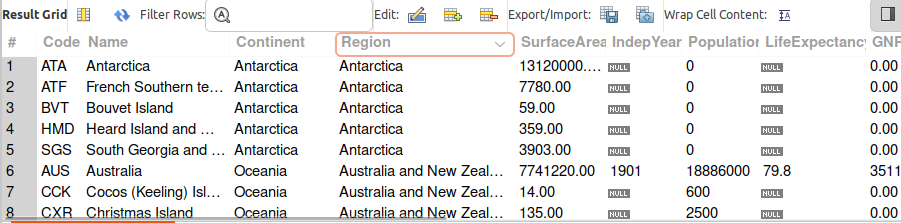 Result Grid Filter Rows: Edit: Export/Import: Wrap Cell Content: IA
# Code Name Continent Region SurfaceArea IndepYear Population LifeExpectancy GNP
1 ATA Antarctica Antarctica Antarctica 13120000.... NULL 0 NULL 0.00
2 ATF French Southern te... Antarctica Antarctica 7780.00 NULL 0 NULL 0.00
3 BVT Bouvet Island Antarctica Antarctica 59.00 NULL 0 NULL 0.00
4 HMD Heard Island and ... Antarctica Antarctica 359.00 NULL 0 NULL 0.00
5 SGS South Georgia and ... Antarctica Antarctica 3903.00 NULL 0 NULL 0.00
6 AUS Australia Oceania Australia and New Zeal... 7741220.00 1901 18886000 79.8 3511
7 CCK Cocos (Keeling) Isl... Oceania Australia and New Zeal... 14.00 NULL 600 NULL 0.00
8 CXR Christmas Island Oceania Australia and New Zeal... 135.00 NULL 2500 NULL 0.00